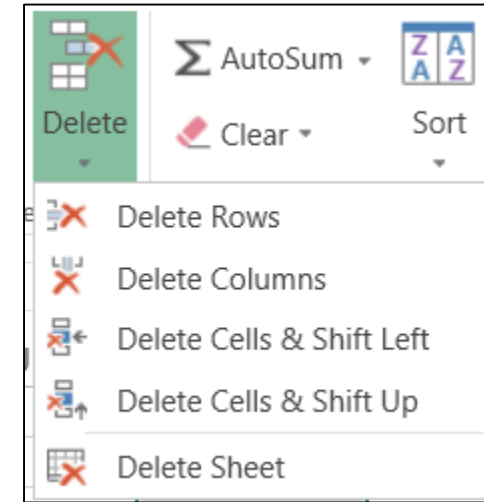 Delete
AutoSum
Clear
Z A
A Z
Sort
Delete Rows
Delete Columns
Delete Cells & Shift Left
Delete Cells & Shift Up
Delete Sheet